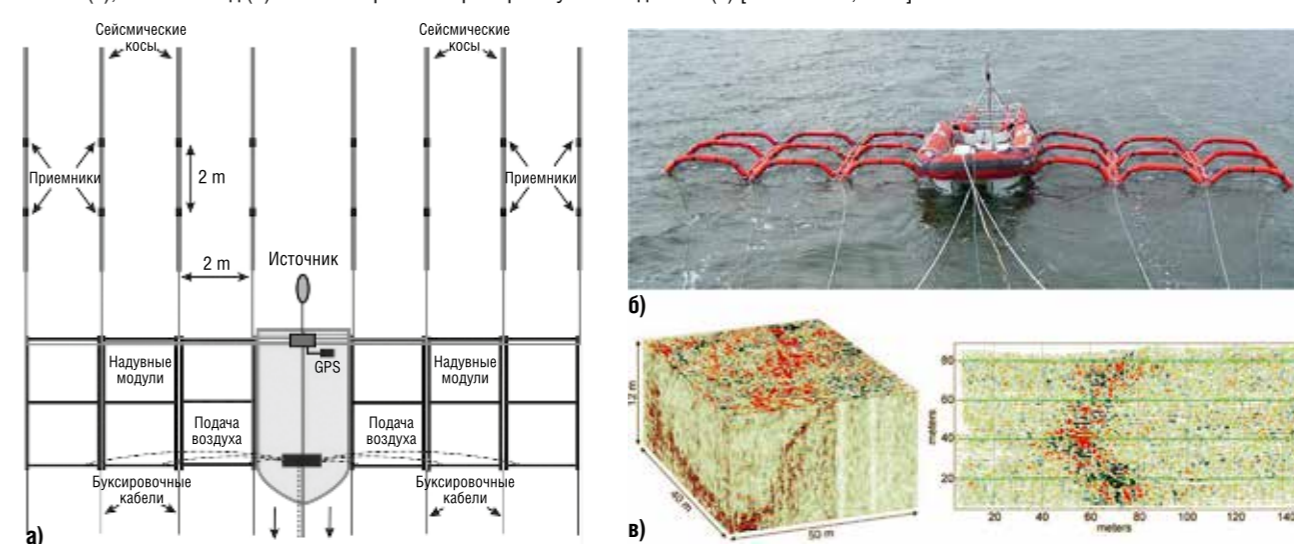 Сейсмические
косы
Сейсмические
косы
Приемники
2 m
Приемники
2 m
Источник
GPS
Надувные
модули
Надувные
модули
Подача
воздуха
Подача
воздуха
Буксировочные
кабели
Буксировочные
кабели
а)
б)
12 m
40 m
50 m
в)
meters
80
60
40
20
20 40 60 80 100 120 140
meters